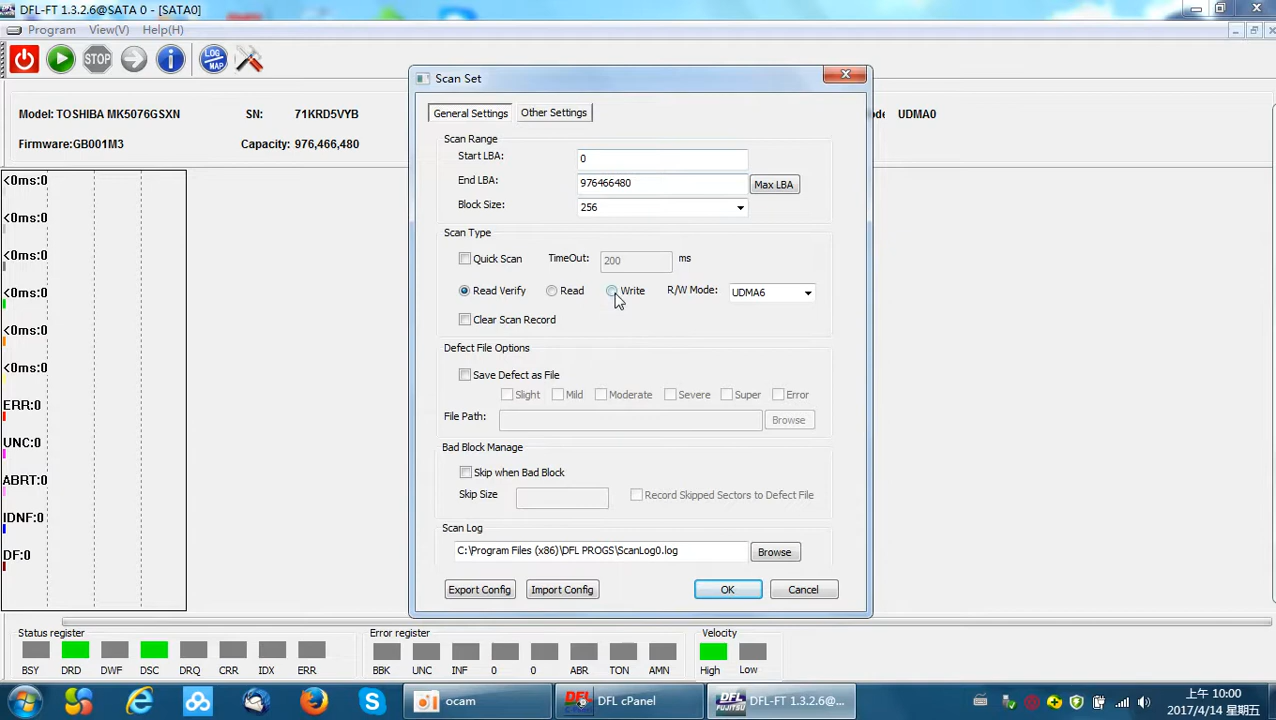 DFL-FT 1.3.2.6@SATA 0 - [SATA0]
Program View(V) Help(H)
STOP LOG MAP
Model: TOSHIBA MK5076GSXN SN: 71KRD5VYB UDMA0
Firmware:GB001M3 Capacity: 976,466,480
<0ms:0
<0ms:0
<0ms:0
<0ms:0
<0ms:0
<0ms:0
ERR:0
UNC:0
ABRT:0
IDNF:0
DF:0
Scan Set
General Settings Other Settings
Scan Range
Start LBA: 0
End LBA: 976466480 Max LBA
Block Size: 256
Scan Type
Quick Scan TimeOut: 200 ms
Read Verify Read Write R/W Mode: UDMA6
Clear Scan Record
Defect File Options
Save Defect as File
Slight Mild Moderate Severe Super Error
File Path: Browse
Bad Block Manage
Skip when Bad Block
Skip Size Record Skipped Sectors to Defect File
Scan Log
C:\Program Files (x86)\DFL PROGS\ScanLog0.log Browse
Export Config Import Config OK Cancel
Status register Error register Velocity
BSY DRD DWF DSC DRQ CRR IDX ERR BBK UNC INF 0 0 ABR TON AMN High Low
ocam DFL cPanel DFL FUJITSU DFL-FT 1.3.2.6@...
上午 10:00
2017/4/14 星期五